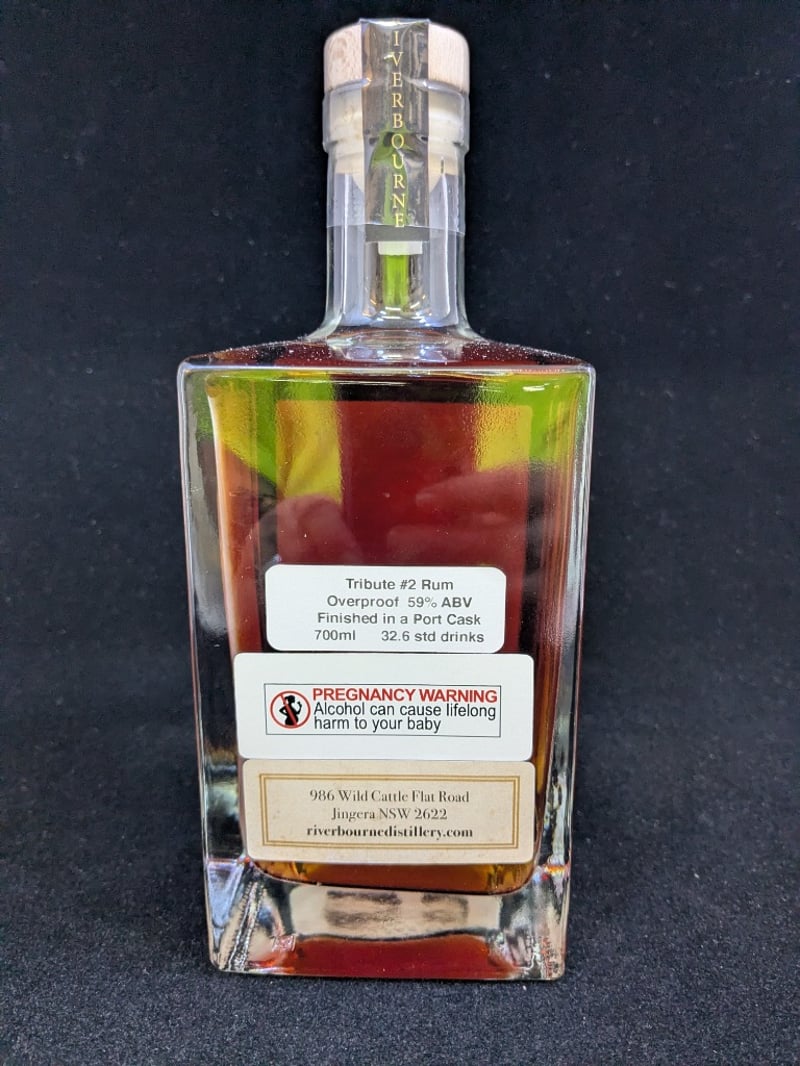 RIVERBOURNE
Tribute #2 Rum
Overproof 59% ABV
Finished in a Port Cask
700ml 32.6 std drinks
PREGNANCY WARNING
Alcohol can cause lifelong
harm to your baby
986 Wild Cattle Flat Road
Jingera NSW 2622
riverbournedistillery.com